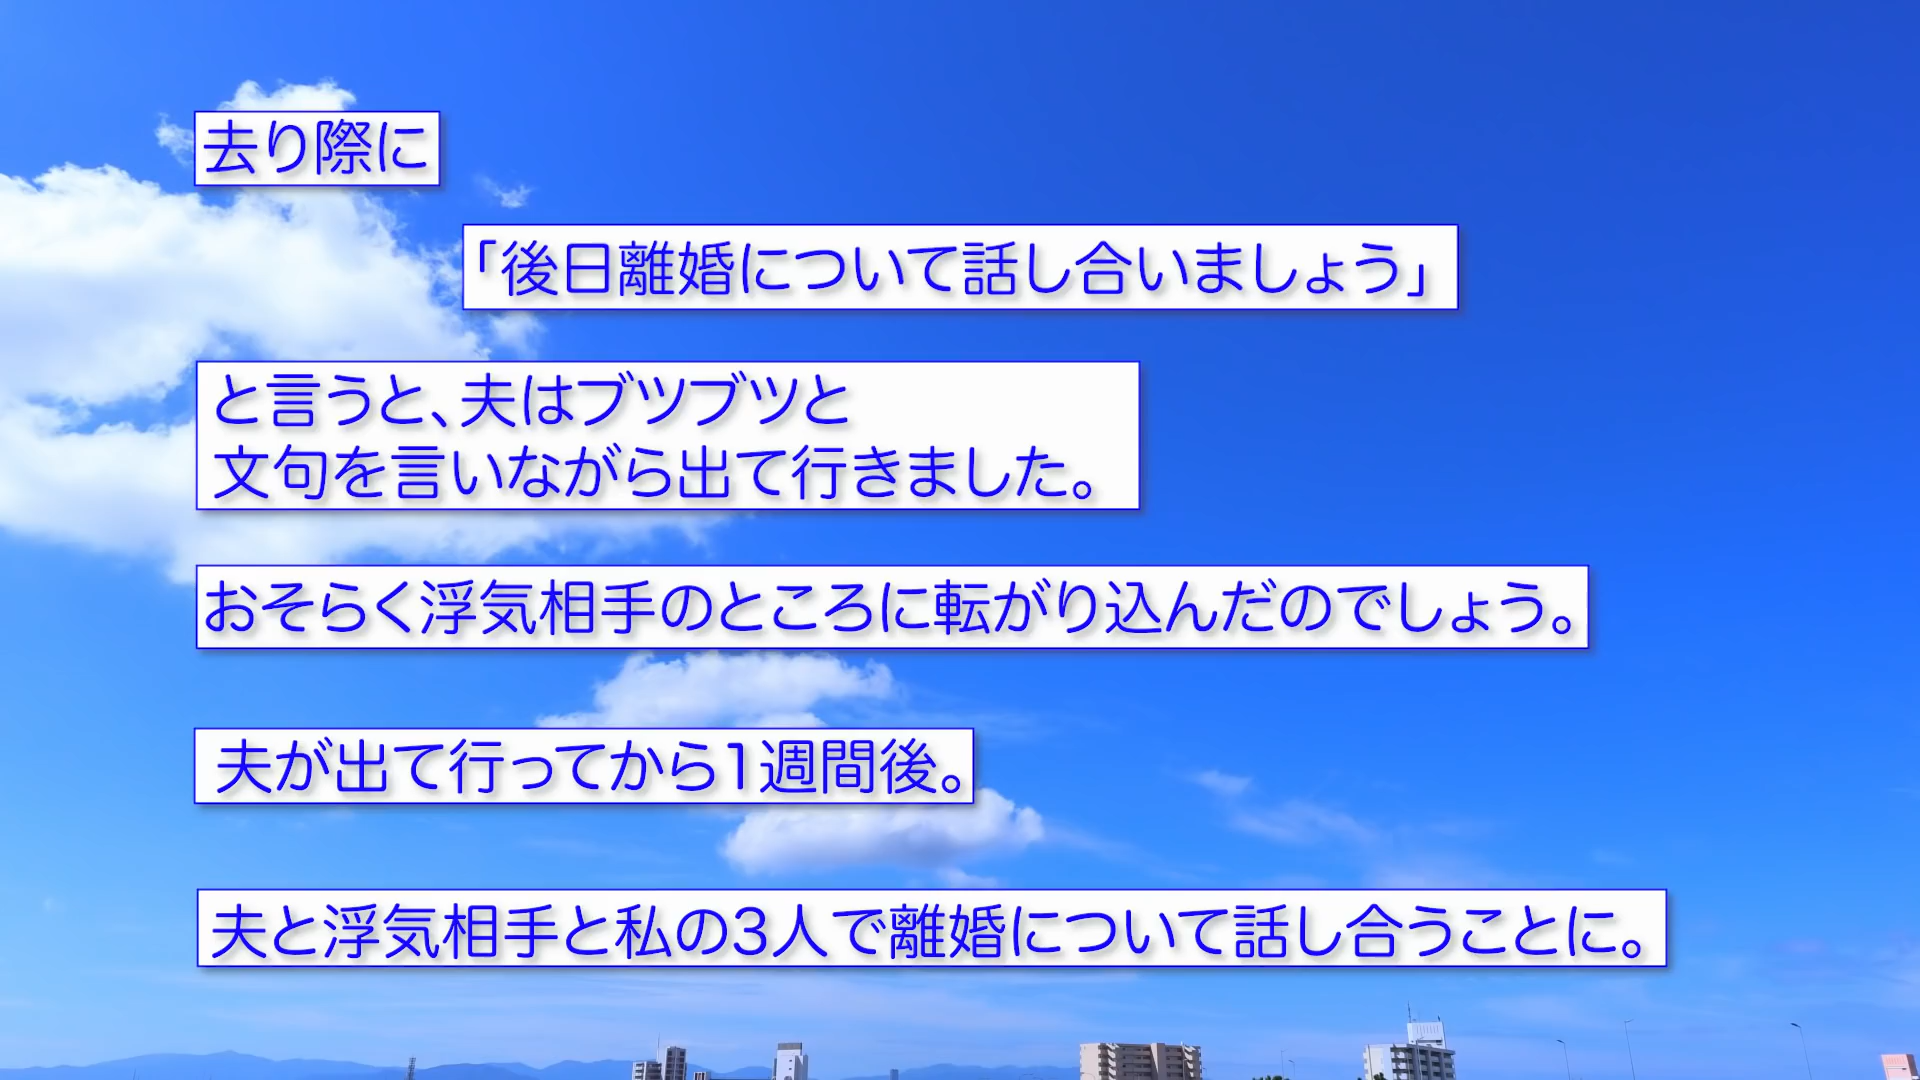 去り際に
「後日離婚について話し合いましょう」
と言うと、夫はブツブツと
文句を言いながら出て行きました。
おそらく浮気相手のところに転がり込んだのでしょう。
夫が出て行ってから1週間後。
夫と浮気相手と私の3人で離婚について話し合うことに。